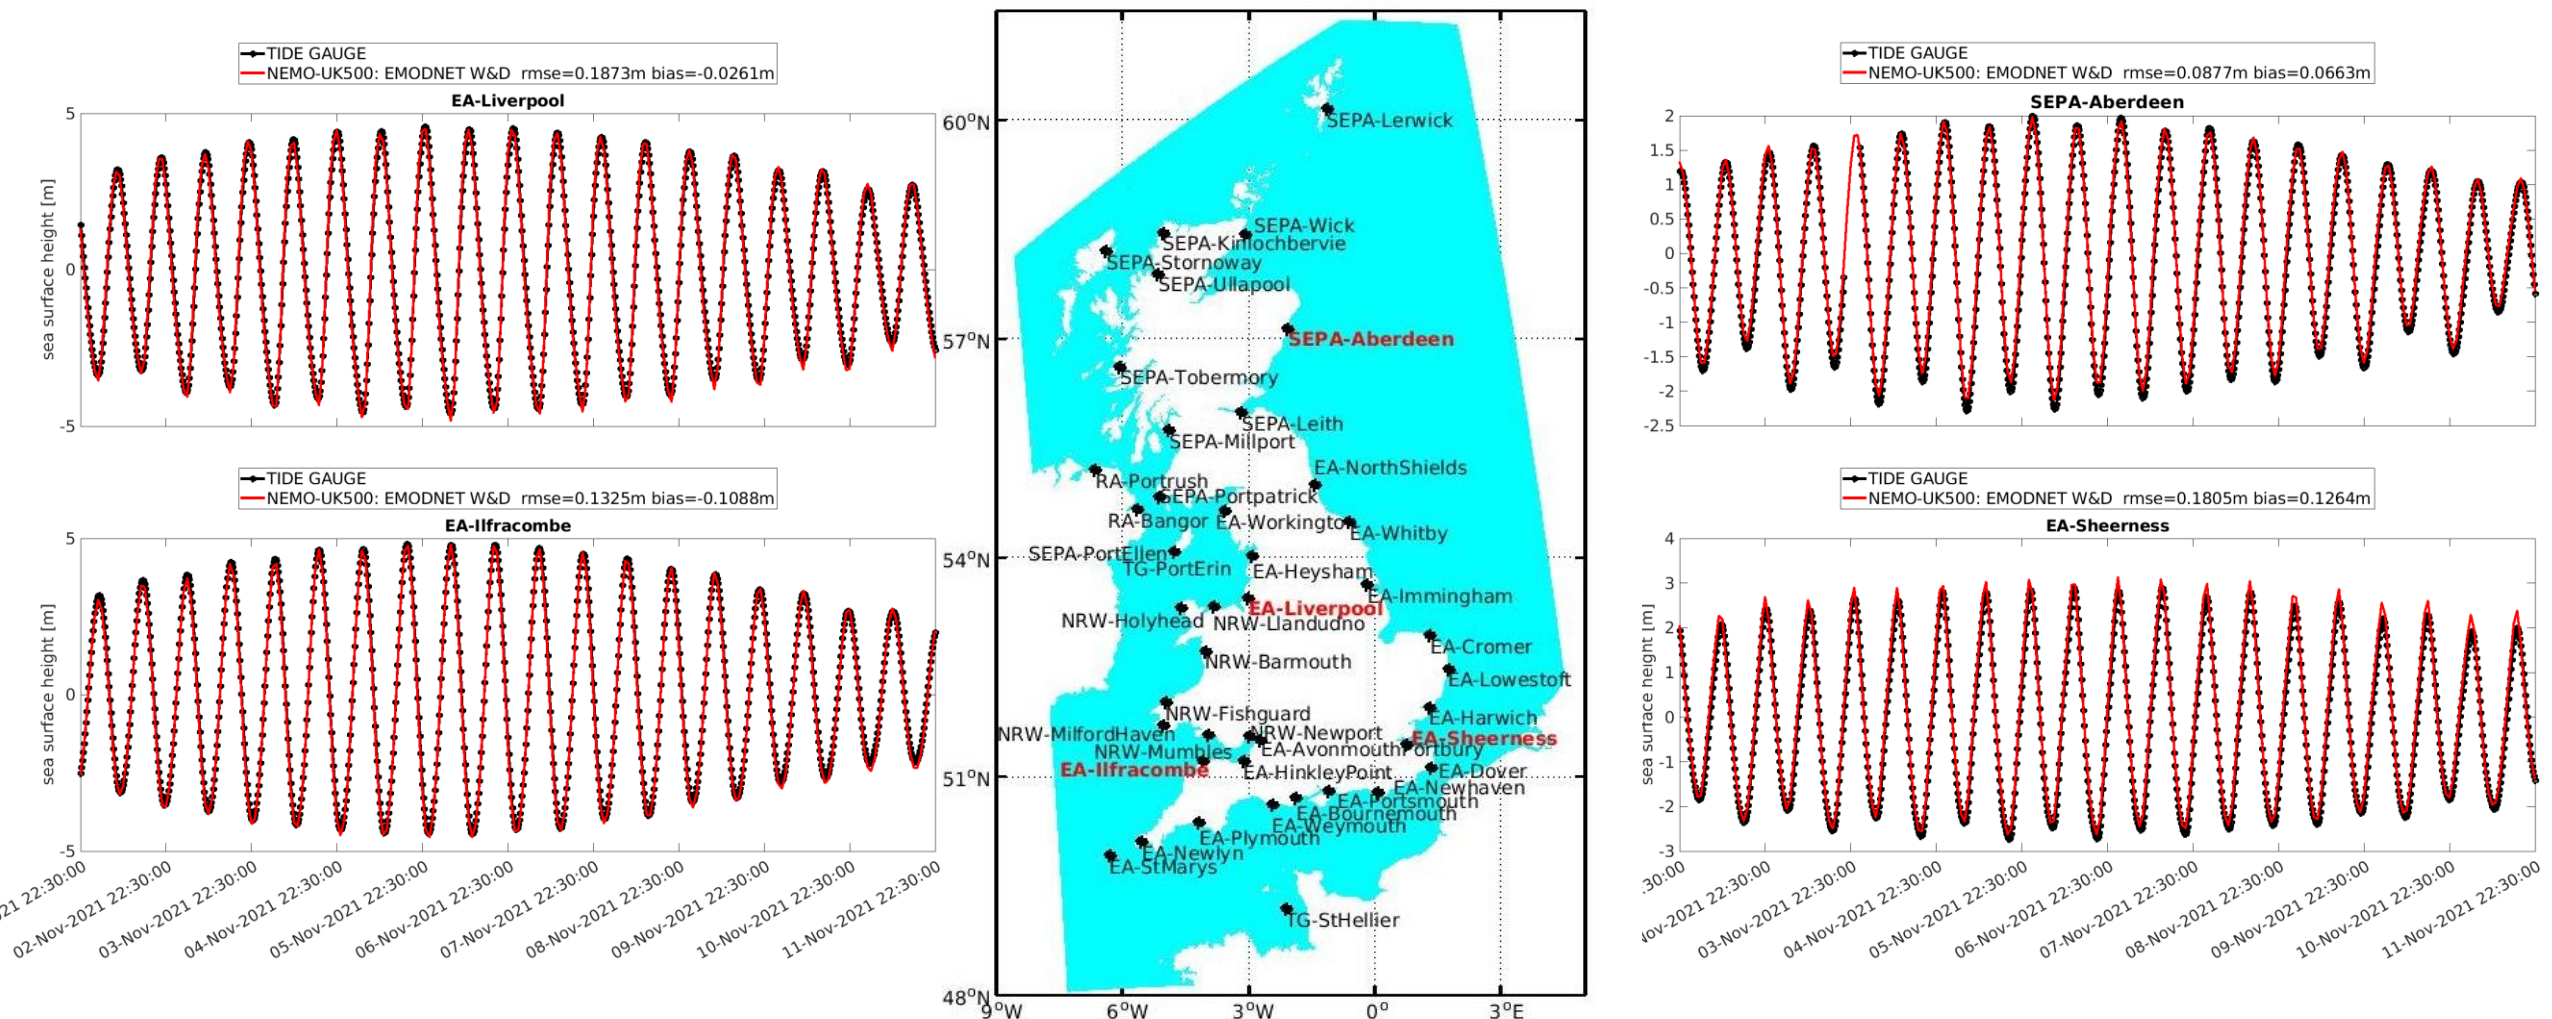 TIDE GAUGE
NEMO-UK500: EMODNET W&D rmse=0.1873m bias=-0.0261m
EA-Liverpool
5
0
-5
sea surface height [m]
TIDE GAUGE
NEMO-UK500: EMODNET W&D rmse=0.1325m bias=-0.1088m
EA-Ilfracombe
5
0
-5
sea surface height [m]
21 22:30:00
02-Nov-2021 22:30:00
03-Nov-2021 22:30:00
04-Nov-2021 22:30:00
05-Nov-2021 22:30:00
06-Nov-2021 22:30:00
07-Nov-2021 22:30:00
08-Nov-2021 22:30:00
09-Nov-2021 22:30:00
10-Nov-2021 22:30:00
11-Nov-2021 22:30:00
60°N
57°N
54°N
51°N
48°N
9°W
6°W
3°W
0°
3°E
SEPA-Lerwick
SEPA-Wick
SEPA-Kinlochbervie
SEPA-Stornoway
SEPA-Ullapool
SEPA-Aberdeen
SEPA-Tobermory
SEPA-Leith
SEPA-Millport
EA-NorthShields
RA-Portrush
SEPA-Portpatrick
RA-Bangor
EA-Workingto
EA-Whitby
SEPA-PortEllen
TG-PortErin
EA-Heysham
EA-Immingham
EA-Liverpool
NRW-Holyhead
NRW-Llandudno
EA-Cromer
NRW-Barmouth
EA-Lowestoft
NRW-Fishguard
EA-Harwich
NRW-MilfordHaven
NRW-Newport
EA-Sheerness
NRW-Mumbles
EA-AvonmouthPortbury
EA-Ilfracombe
EA-HinkleyPoint
EA-Dover
EA-Newhaven
EA-Portsmouth
EA-Bournemouth
EA-Weymouth
EA-Plymouth
EA-Newlyn
EA-StMarys
TG-StHellier
TIDE GAUGE
NEMO-UK500: EMODNET W&D rmse=0.0877m bias=0.0663m
SEPA-Aberdeen
2
1.5
1
0.5
0
-0.5
-1
-1.5
-2
-2.5
TIDE GAUGE
NEMO-UK500: EMODNET W&D rmse=0.1805m bias=0.1264m
EA-Sheerness
4
3
2
1
0
-1
-2
-3
sea surface height [m]
:30:00
Nov-2021 22:30:00
03-Nov-2021 22:30:00
04-Nov-2021 22:30:00
05-Nov-2021 22:30:00
06-Nov-2021 22:30:00
07-Nov-2021 22:30:00
08-Nov-2021 22:30:00
09-Nov-2021 22:30:00
10-Nov-2021 22:30:00
11-Nov-2021 22:30:00